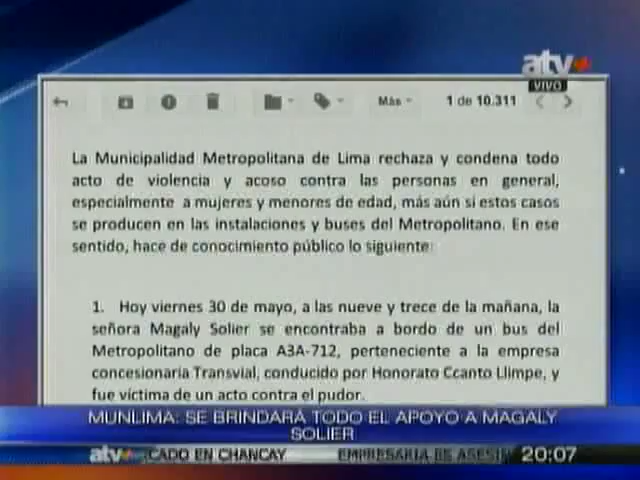 atv+
VIVO
Más
1 de 10.311
La Municipalidad Metropolitana de Lima rechaza y condena todo
acto de violencia y acoso contra las personas en general,
especialmente a mujeres y menores de edad, más aún si estos casos
se producen en las instalaciones y buses del Metropolitano. En ese
sentido, hace de conocimiento público lo siguiente:
1. Hoy viernes 30 de mayo, a las nueve y trece de la mañana, la
señora Magaly Solier se encontraba a bordo de un bus del
Metropolitano de placa A3A-712, perteneciente a la empresa
concesionaria Transvial, conducido por Honorato Ccanto Llimpe, y
fue víctima de un acto contra el pudor.
MUNLIMA: SE BRINDARÁ TODO EL APOYO A MAGALY
SOLIER
atv+ CADO EN CHANCAY EMPRESARIA DE ASESI 20:07